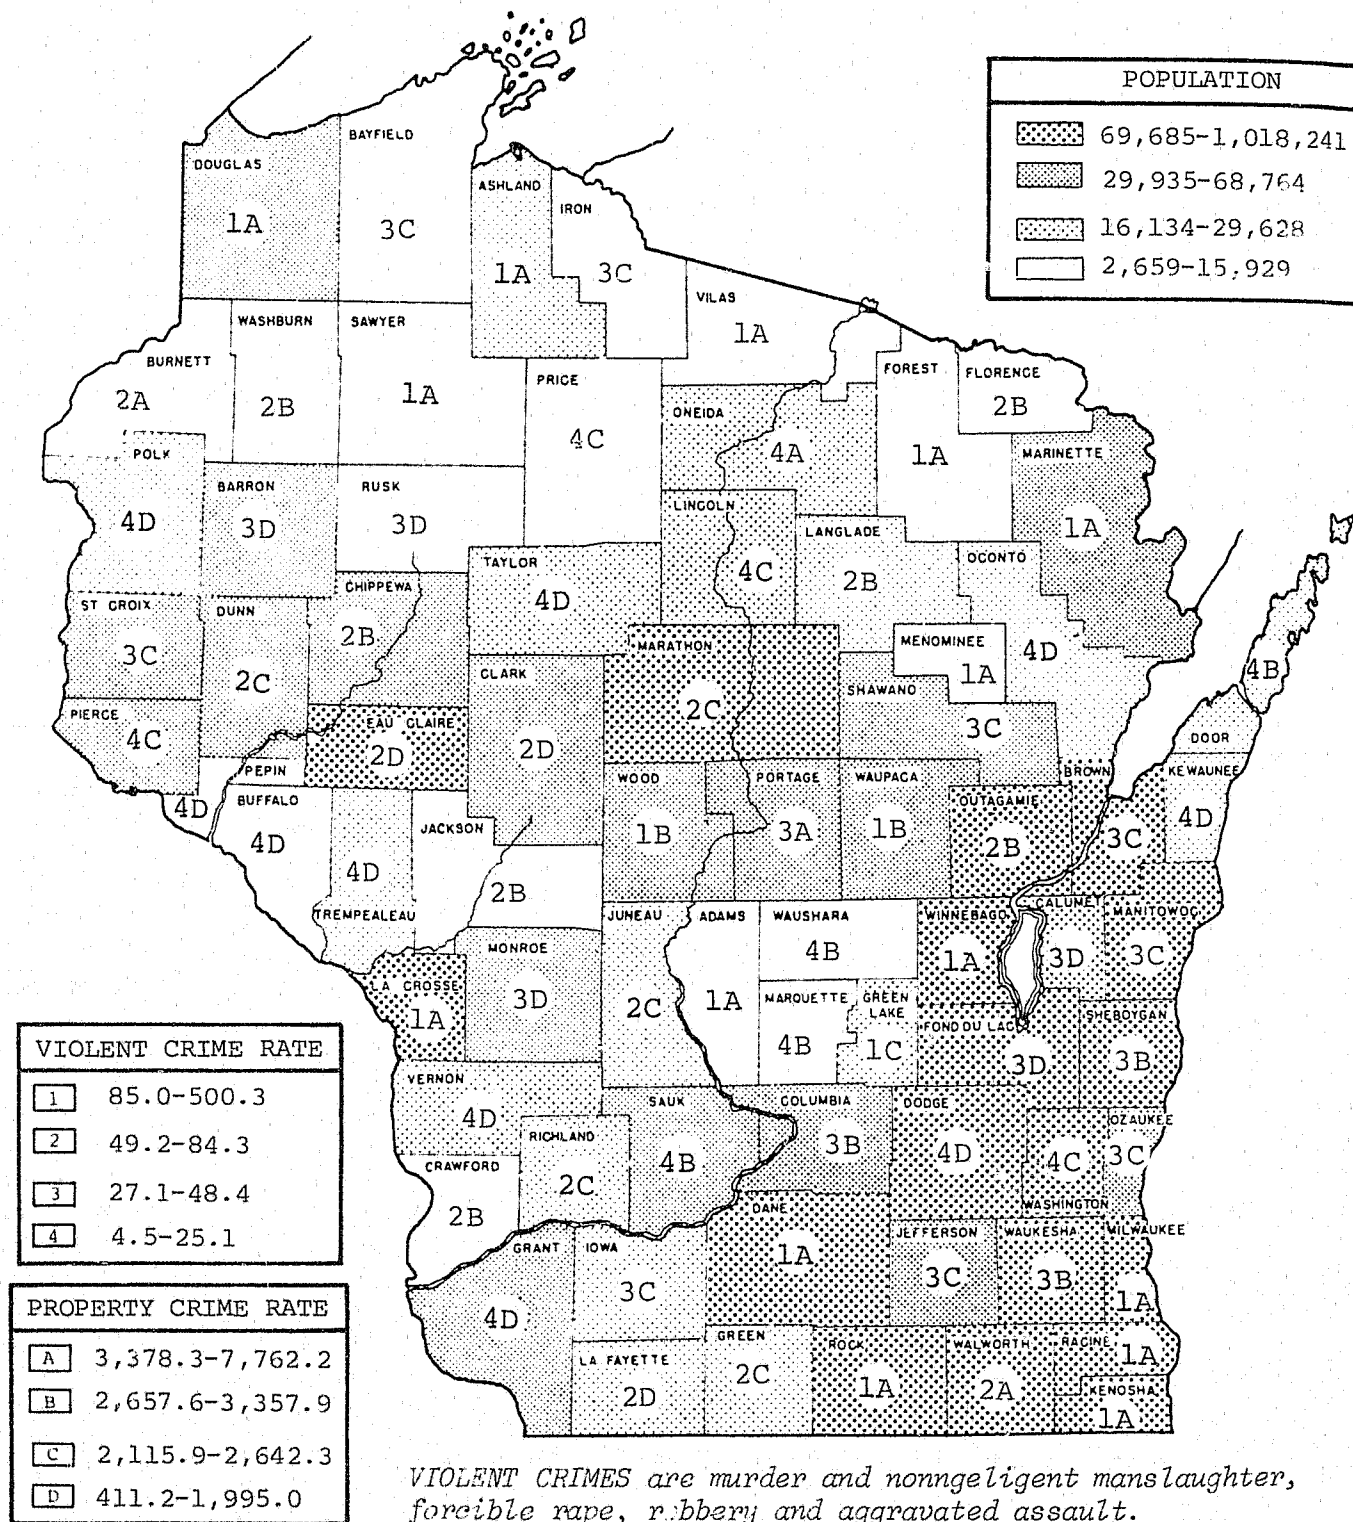 POPULATION
69,685-1,018,241
29,935-68,764
16,134-29,628
2,659-15,929
DOUGLAS
1A
BAYFIELD
3C
ASHLAND
1A
IRON
3C
VILAS
1A
BURNETT
2A
WASHBURN
2B
SAWYER
1A
PRICE
4C
ONEIDA
4A
FOREST
1A
FLORENCE
2B
MARINETTE
1A
POLK
4D
BARRON
3D
RUSK
3D
LINCOLN
4C
LANGLADE
2B
OCONTO
4D
TAYLOR
4D
CHIPPEWA
2B
ST CROIX
3C
DUNN
2C
MENOMINEE
1A
MARATHON
2C
CLARK
2D
SHAWANO
3C
4B
DOOR
PIERCE
4C
EAU CLAIRE
2D
PEPIN
4D
BUFFALO
4D
4D
TREMPEALEAU
JACKSON
2B
WOOD
1B
PORTAGE
3A
WAUPACA
1B
OUTAGAMIE
2B
BROWN
3C
KEWAUNEE
4D
JUNEAU
2C
ADAMS
1A
WAUSHARA
4B
WINNEBAGO
1A
CALUMET
3D
MANITOWOC
3C
MONROE
3D
LA CROSSE
1A
MARQUETTE
4B
GREEN
LAKE
1C
FOND DU LAC
3D
SHEBOYGAN
3B
VERNON
4D
RICHLAND
2C
SAUK
4B
COLUMBIA
3B
DODGE
4D
4C
WASHINGTON
OZAUKEE
3C
CRAWFORD
2B
GRANT
4D
IOWA
3C
DANE
1A
JEFFERSON
3C
WAUKESHA
3B
MILWAUKEE
1A
LA FAYETTE
2D
GREEN
2C
ROCK
1A
WALWORTH
2A
RACINE
1A
KENOSHA
1A
VIOLENT CRIME RATE
1 85.0-500.3
2 49.2-84.3
3 27.1-48.4
4 4.5-25.1
PROPERTY CRIME RATE
A 3,378.3-7,762.2
B 2,657.6-3,357.9
C 2,115.9-2,642.3
D 411.2-1,995.0
VIOLENT CRIMES are murder and nonngeligent manslaughter,
forcible rape, robbery and aggravated assault.